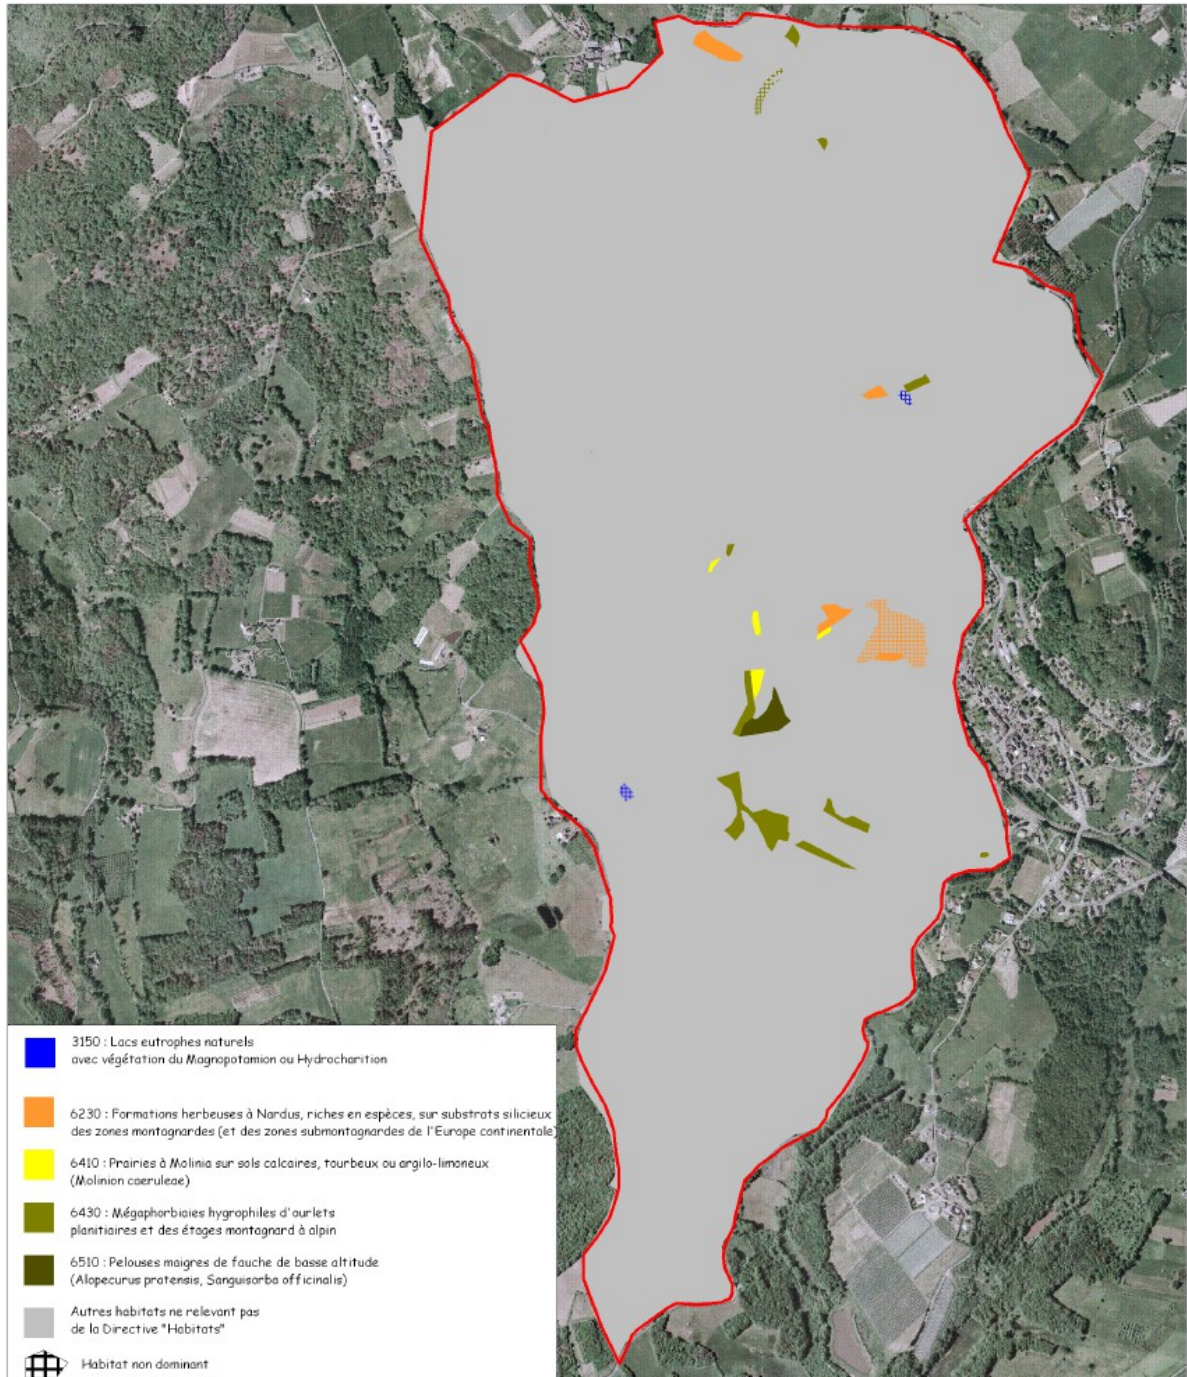 3150 : Lacs eutrophes naturels
avec végétation du Magnopotamion ou Hydrocharition
6230 : Formations herbeuses à Nardus, riches en espèces, sur substrats silicieux
des zones montagnardes (et des zones submontagnardes de l'Europe continentale)
6410 : Prairies à Molinia sur sols calcaires, tourbeux ou argilo-limoneux
(Molinion caeruleae)
6430 : Mégaphorbiaies hygrophiles d'ourlets
planitiaires et des étages montagnard à alpin
6510 : Pelouses maigres de fauche de basse altitude
(Alopecurus pratensis, Sanguisorba officinalis)
Autres habitats ne relevant pas
de la Directive "Habitats"
Habitat non dominant